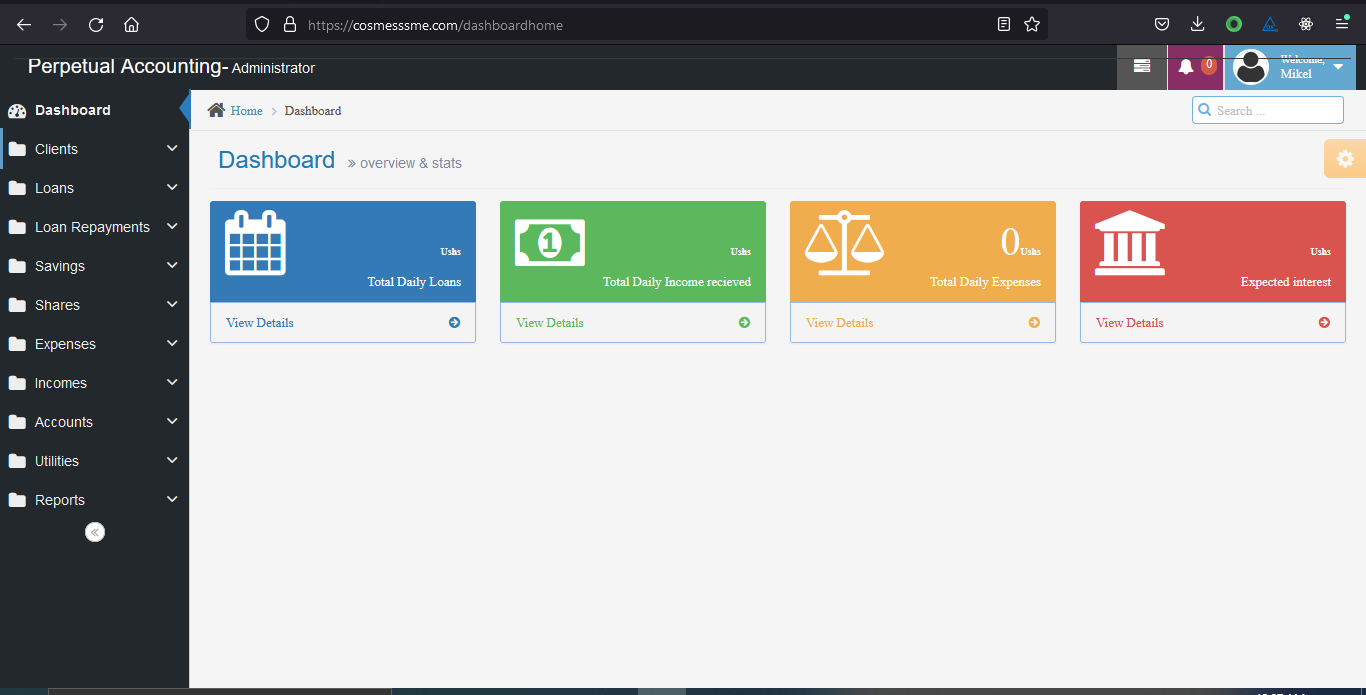 https://cosmesssme.com/dashboardhome
Perpetual Accounting- Administrator
0
Welcome,
Mikel
Dashboard
Clients
Loans
Loan Repayments
Savings
Shares
Expenses
Incomes
Accounts
Utilities
Reports
Home
Dashboard
Search ...
Dashboard » overview & stats
Ushs
Total Daily Loans
View Details
1
Ushs
Total Daily Income recieved
View Details
0Ushs
Total Daily Expenses
View Details
Ushs
Expected interest
View Details